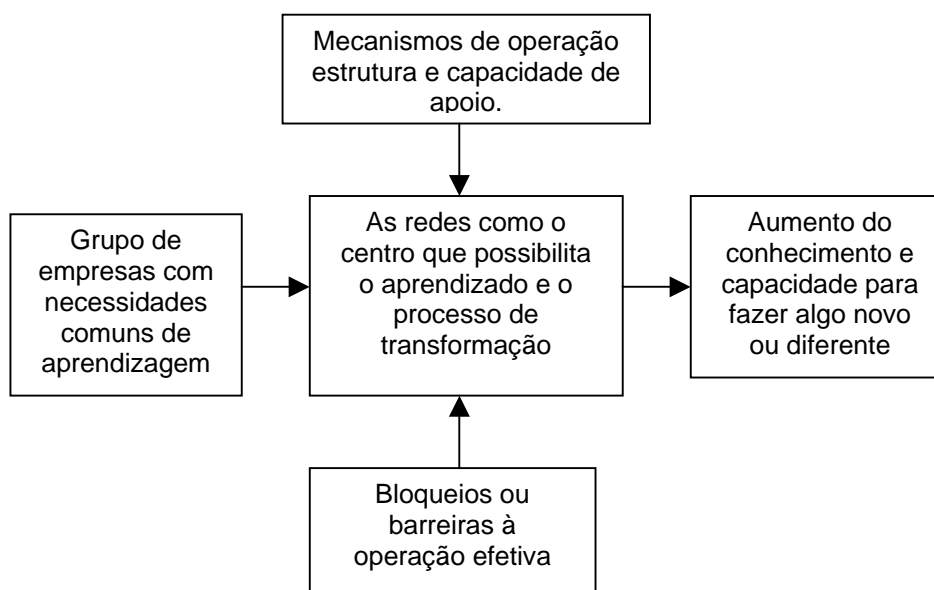 Mecanismos de operação
estrutura e capacidade de
apoio.
Grupo de
empresas com
necessidades
comuns de
aprendizagem
As redes como o
centro que possibilita
o aprendizado e o
processo de
transformação
Aumento do
conhecimento e
capacidade para
fazer algo novo
ou diferente
Bloqueios ou
barreiras à
operação efetiva